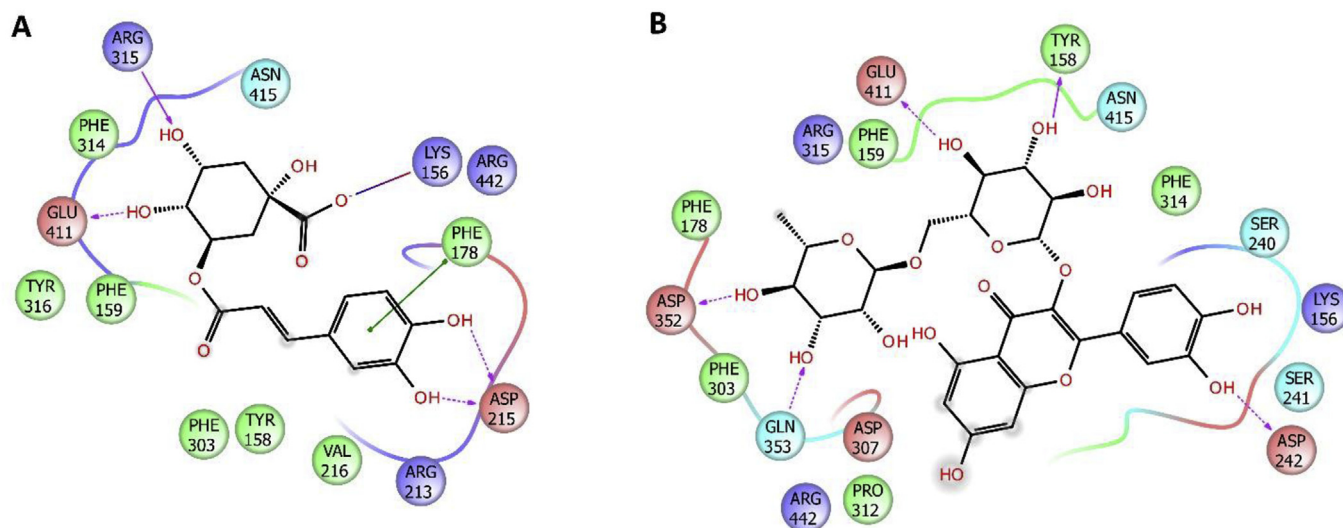 A
ARG
315
ASN
415
PHE
314
HO
OH
LYS
156
ARG
442
GLU
411
HO
O-
O
PHE
178
TYR
316
PHE
159
O
O
OH
HO
ASP
215
PHE
303
TYR
158
VAL
216
ARG
213
B
TYR
158
GLU
411
ASN
415
ARG
315
PHE
159
OH
HO
OH
PHE
314
PHE
178
SER
240
O
O
O
O
LYS
156
ASP
352
HO
O
OH
OH
O
HO
OH
SER
241
PHE
303
O
OH
GLN
353
ASP
307
ASP
242
HO
ARG
442
PRO
312